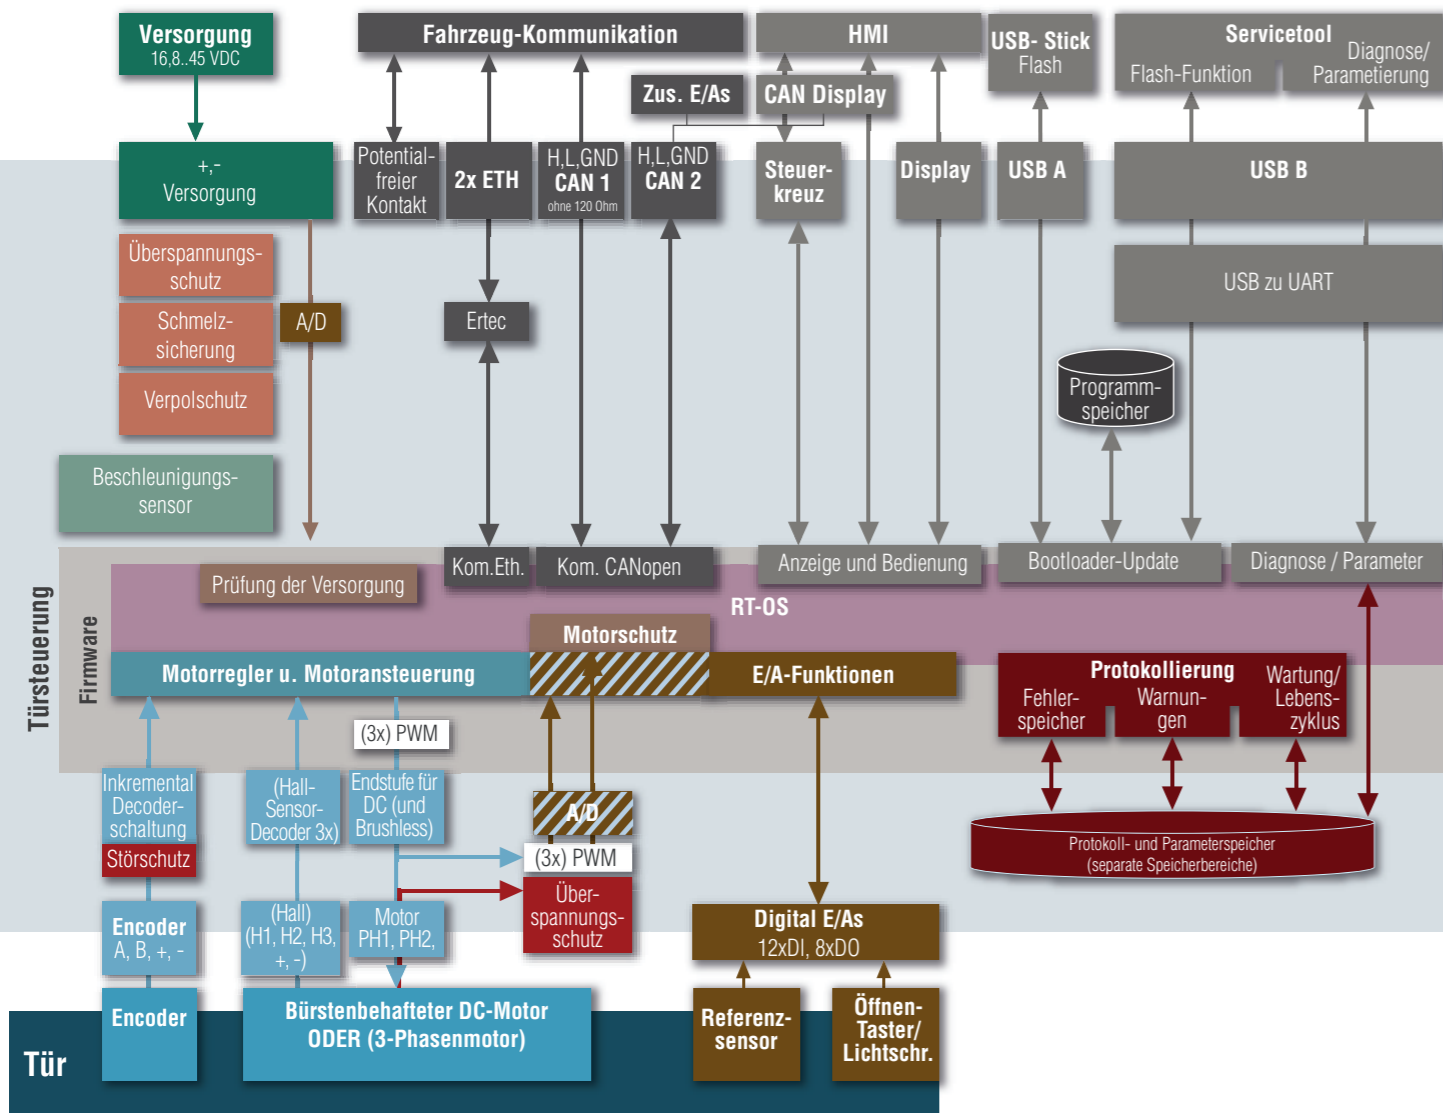 Versorgung
16,8..45 VDC
Fahrzeug-Kommunikation
HMI
USB- Stick
Flash
Servicetool
Flash-Funktion
Diagnose/
Parametierung
Zus. E/As
CAN Display
+,-
Versorgung
Potential-
freier
Kontakt
2x ETH
H,L,GND
CAN 1
ohne 120 Ohm
H,L,GND
CAN 2
Steuer-
kreuz
Display
USB A
USB B
Überspannungs-
schutz
USB zu UART
Schmelz-
sicherung
A/D
Ertec
Verpolschutz
Programm-
speicher
Beschleunigungs-
sensor
Türsteuerung
Firmware
Prüfung der Versorgung
Kom.Eth.
Kom. CANopen
Anzeige und Bedienung
Bootloader-Update
Diagnose / Parameter
RT-OS
Motorschutz
Motorregler u. Motoransteuerung
E/A-Funktionen
Protokollierung
Fehler-
speicher
Warnun-
gen
Wartung/
Lebens-
zyklus
(3x) PWM
Inkremental
Decoder-
schaltung
Störschutz
(Hall-
Sensor-
Decoder 3x)
Endstufe für
DC (und
Brushless)
A/D
(3x) PWM
Über-
spannungs-
schutz
Protokoll- und Parameterspeicher
(separate Speicherbereiche)
Encoder
A, B, +, -
(Hall)
(H1, H2, H3,
+, -)
Motor
PH1, PH2,
Digital E/As
12xDI, 8xDO
Tür
Encoder
Bürstenbehafteter DC-Motor
ODER (3-Phasenmotor)
Referenz-
sensor
Öffnen-
Taster/
Lichtschr.